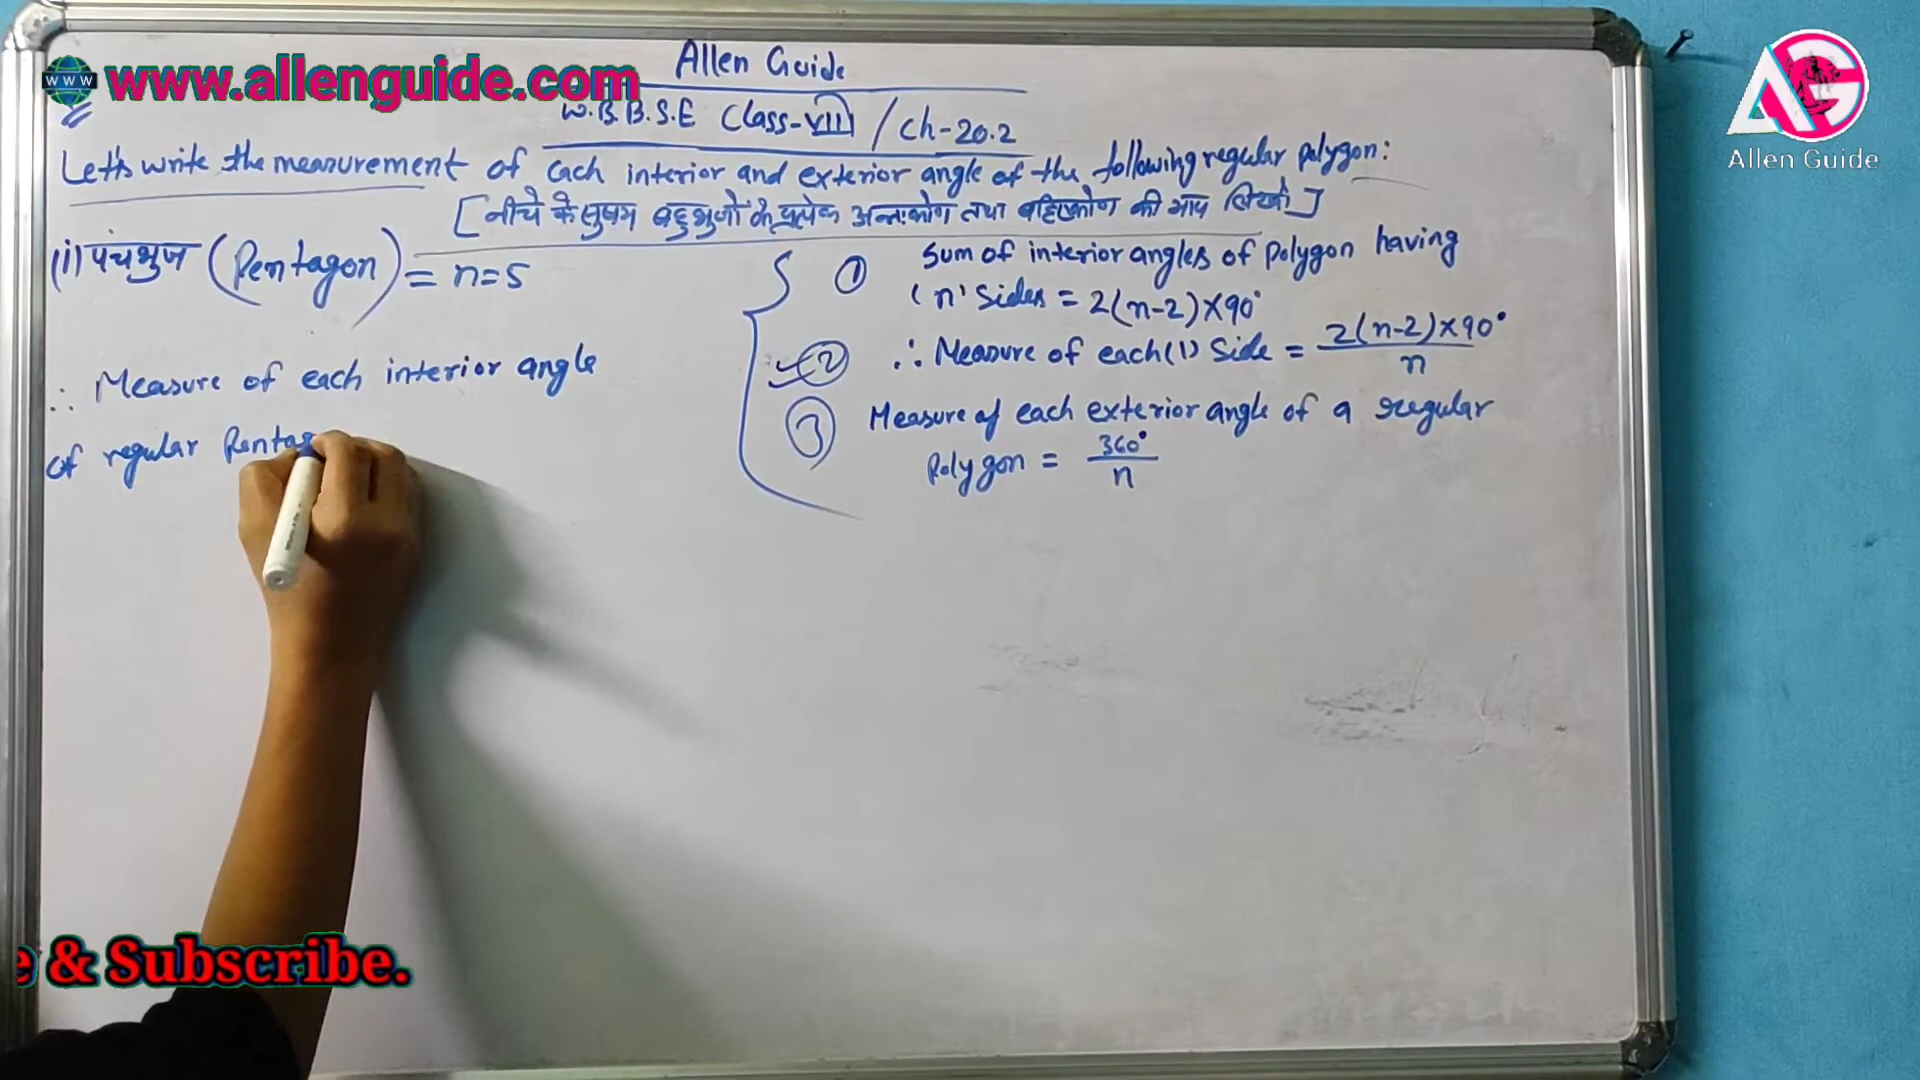 www.allenguide.com
Allen Guide
W.B.B.S.E Class-VII / Ch-20.2
Let's write the measurement of each interior and exterior angle of the following regular polygon:
[नीचे के सुषम बहुभुजों के प्रत्येक अन्तःकोण तथा बहिष्कोण की माप लिखो]
(i) पंचभुज (Pentagon) = n=5
∴ Measure of each interior angle
of regular Pentag
① Sum of interior angles of polygon having
'n' sides = 2(n-2)×90°
② ∴ Measure of each (1) Side = 2(n-2)×90° / n
③ Measure of each exterior angle of a regular
Polygon = 360° / n
AG
Allen Guide
e & Subscribe.